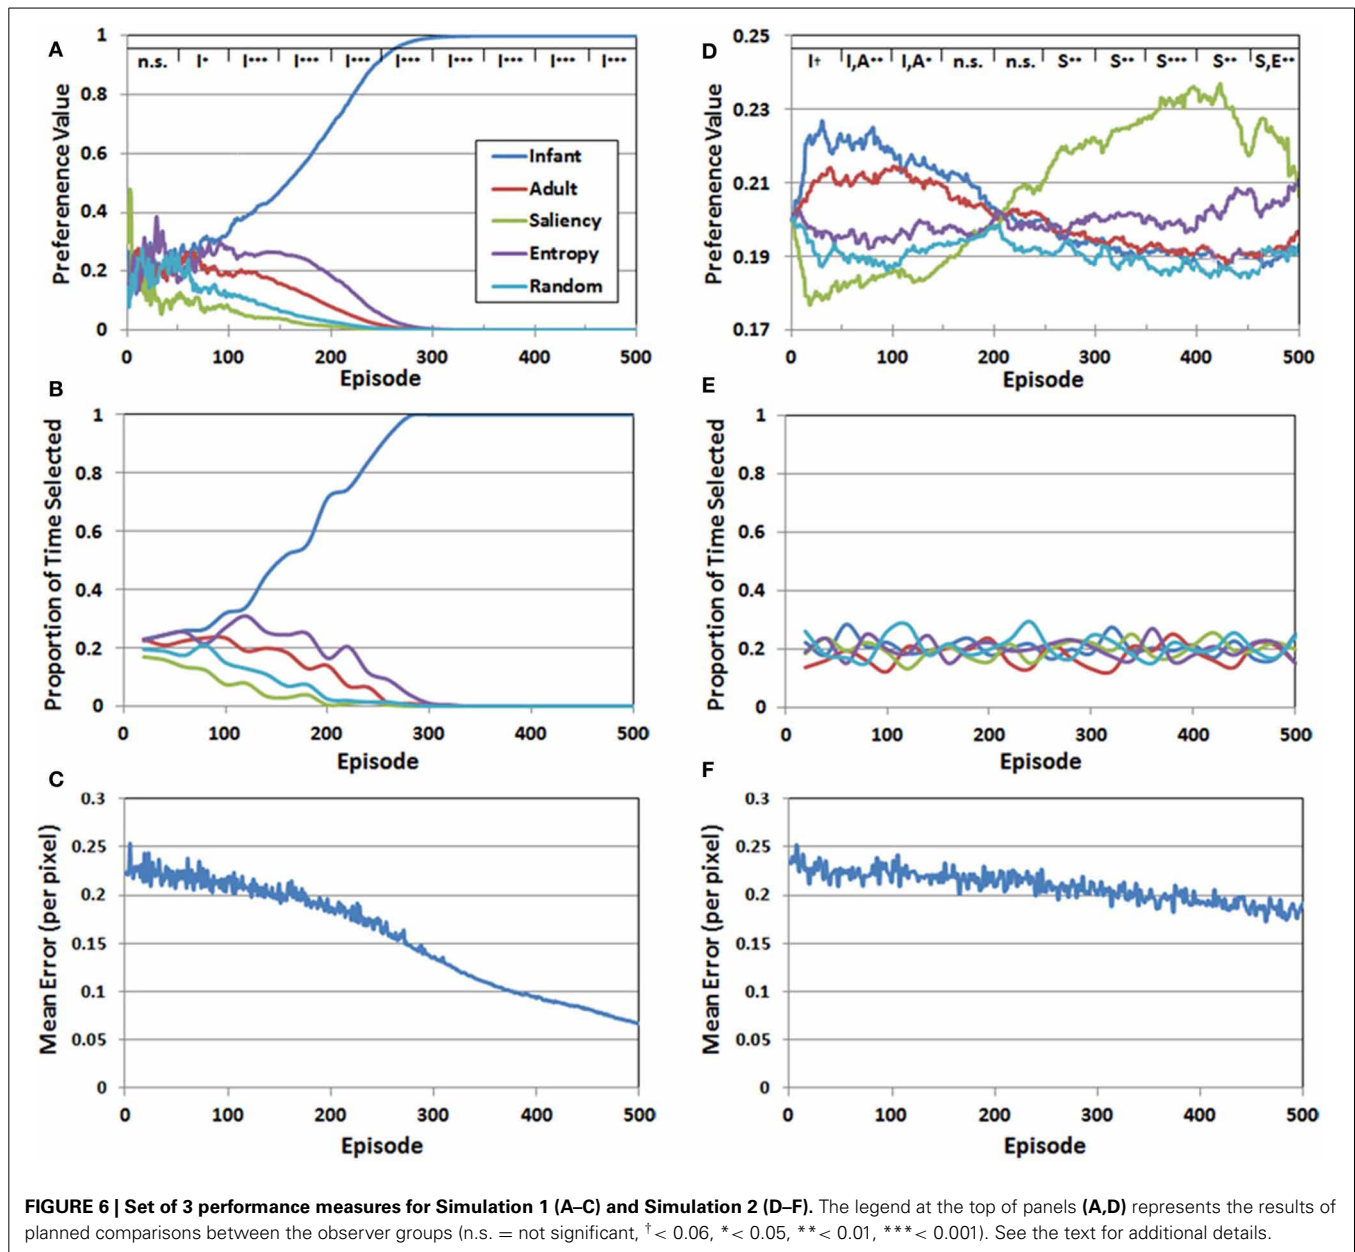 A
Preferenence Value
1
0.8
0.6
0.4
0.2
0
n.s. I* I*** I*** I*** I*** I*** I*** I*** I***
Infant
Adult
Saliency
Entropy
Random
0 100 200 300 400 500
Episode
D
Preferenence Value
0.25
0.23
0.21
0.19
0.17
I† I,A** I,A* n.s. n.s. S** S** S*** S** S,E**
0 100 200 300 400 500
Episode
B
Proportion of Time Selected
1
0.8
0.6
0.4
0.2
0
0 100 200 300 400 500
Episode
E
Proportion of Time Selected
1
0.8
0.6
0.4
0.2
0
0 100 200 300 400 500
Episode
C
Mean Error (per pixel)
0.3
0.25
0.2
0.15
0.1
0.05
0
0 100 200 300 400 500
Episode
F
Mean Error (per pixel)
0.3
0.25
0.2
0.15
0.1
0.05
0
0 100 200 300 400 500
Episode
FIGURE 6 | Set of 3 performance measures for Simulation 1 (A–C) and Simulation 2 (D–F). The legend at the top of panels (A,D) represents the results of
planned comparisons between the observer groups (n.s. = not significant, †< 0.06, *< 0.05, **< 0.01, ***< 0.001). See the text for additional details.